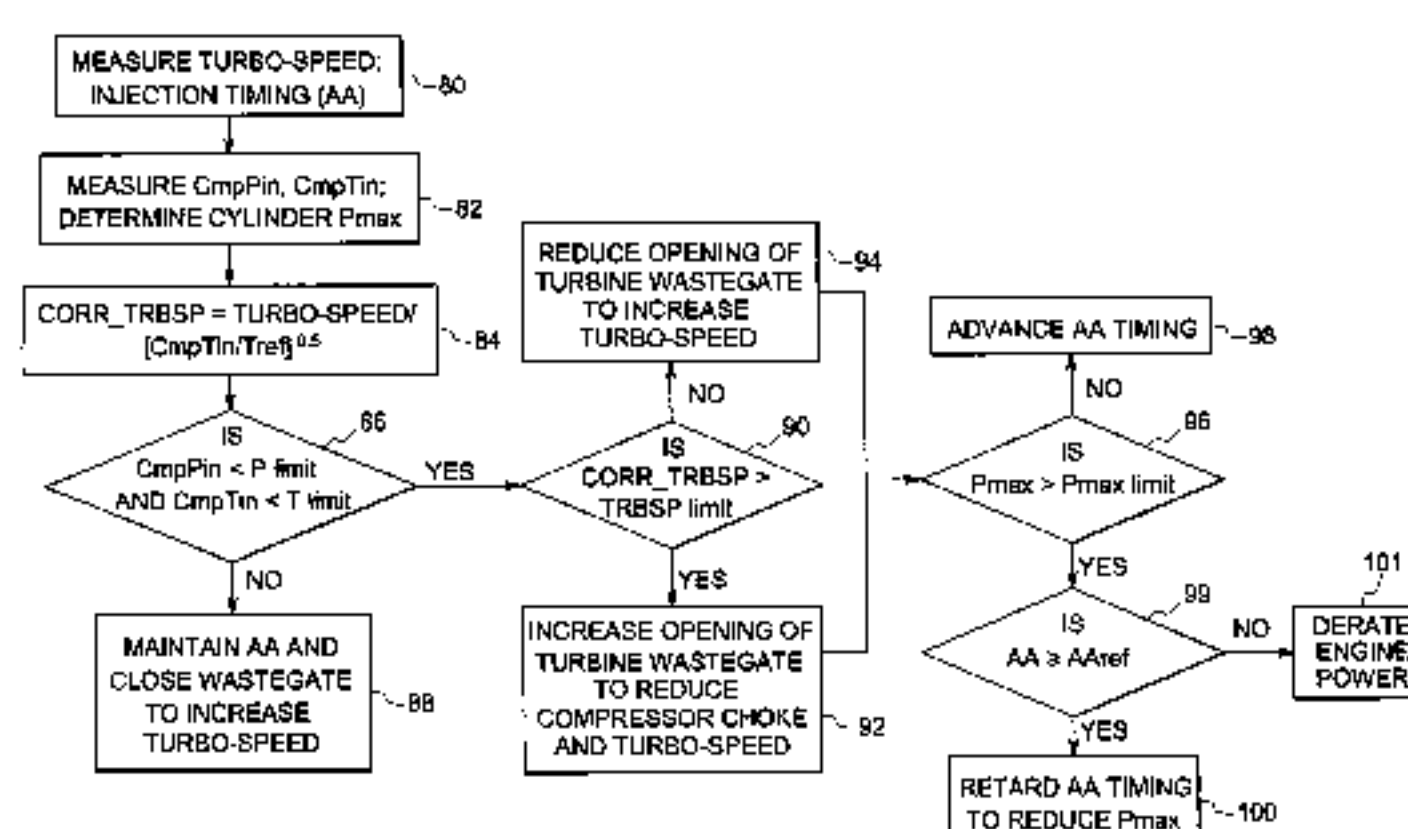 MEASURE TURBO-SPEED;
INJECTION TIMING (AA)
80
MEASURE CmpPin, CmpTin;
DETERMINE CYLINDER Pmax
82
CORR_TRBSP = TURBO-SPEED/
[CmpTin/Tref]^0.5
84
IS
CmpPin < P limit
AND CmpTin < T limit
86
YES
NO
MAINTAIN AA AND
CLOSE WASTEGATE
TO INCREASE
TURBO-SPEED
88
REDUCE OPENING OF
TURBINE WASTEGATE
TO INCREASE
TURBO-SPEED
94
NO
IS
CORR_TRBSP >
TRBSP limit
90
YES
INCREASE OPENING OF
TURBINE WASTEGATE
TO REDUCE
COMPRESSOR CHOKE
AND TURBO-SPEED
92
ADVANCE AA TIMING
98
NO
IS
Pmax > Pmax limit
96
YES
IS
AA ≥ AAref
99
NO
101
DERATE
ENGINE
POWER
YES
RETARD AA TIMING
TO REDUCE Pmax
100